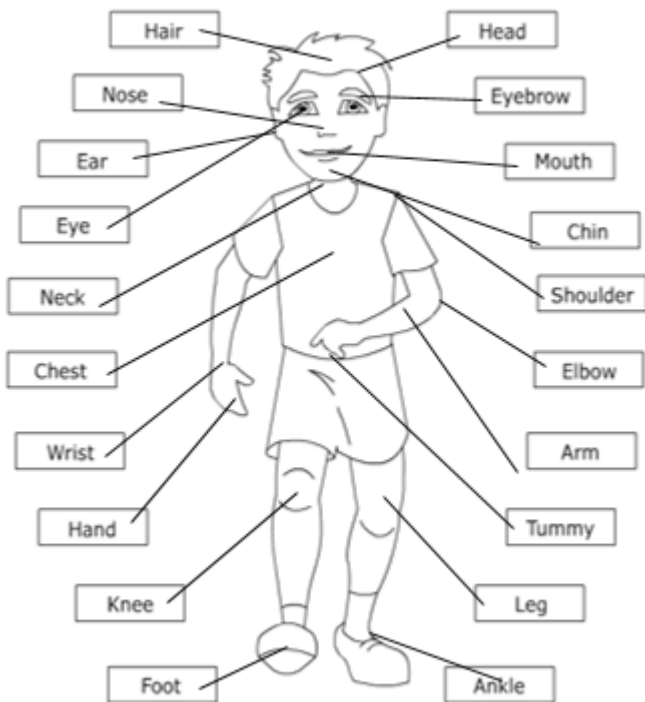 Hair
Head
Nose
Eyebrow
Ear
Mouth
Eye
Chin
Neck
Shoulder
Chest
Elbow
Wrist
Arm
Hand
Tummy
Knee
Leg
Foot
Ankle